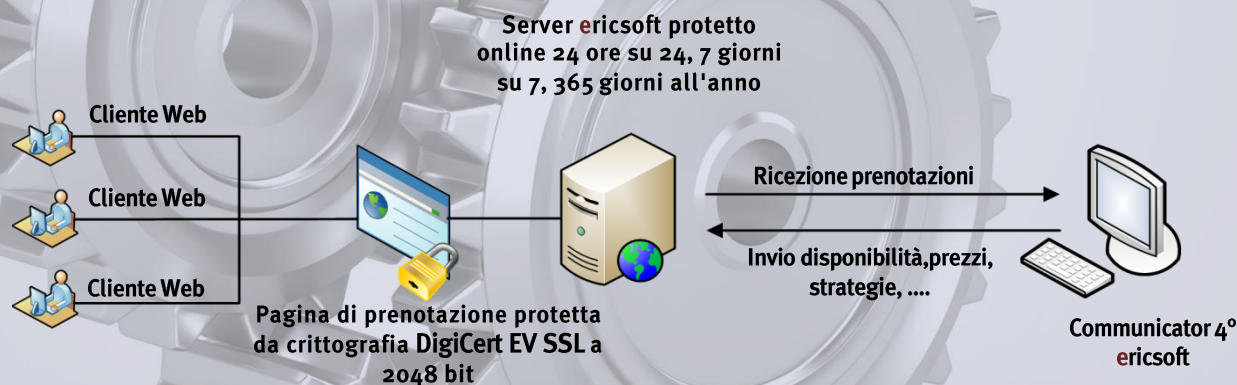 Server ericsoft protetto
online 24 ore su 24, 7 giorni
su 7, 365 giorni all'anno
Cliente Web
Cliente Web
Cliente Web
Pagina di prenotazione protetta
da crittografia DigiCert EV SSL a
2048 bit
Ricezione prenotazioni
Invio disponibilità,prezzi,
strategie, ....
Communicator 4°
ericsoft